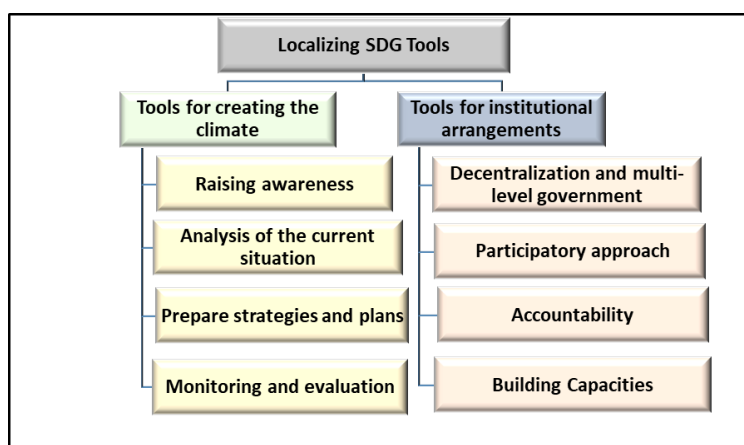 Localizing SDG Tools
Tools for creating the
climate
Raising awareness
Analysis of the current
situation
Prepare strategies and plans
Monitoring and evaluation
Tools for institutional
arrangements
Decentralization and multi-
level government
Participatory approach
Accountability
Building Capacities